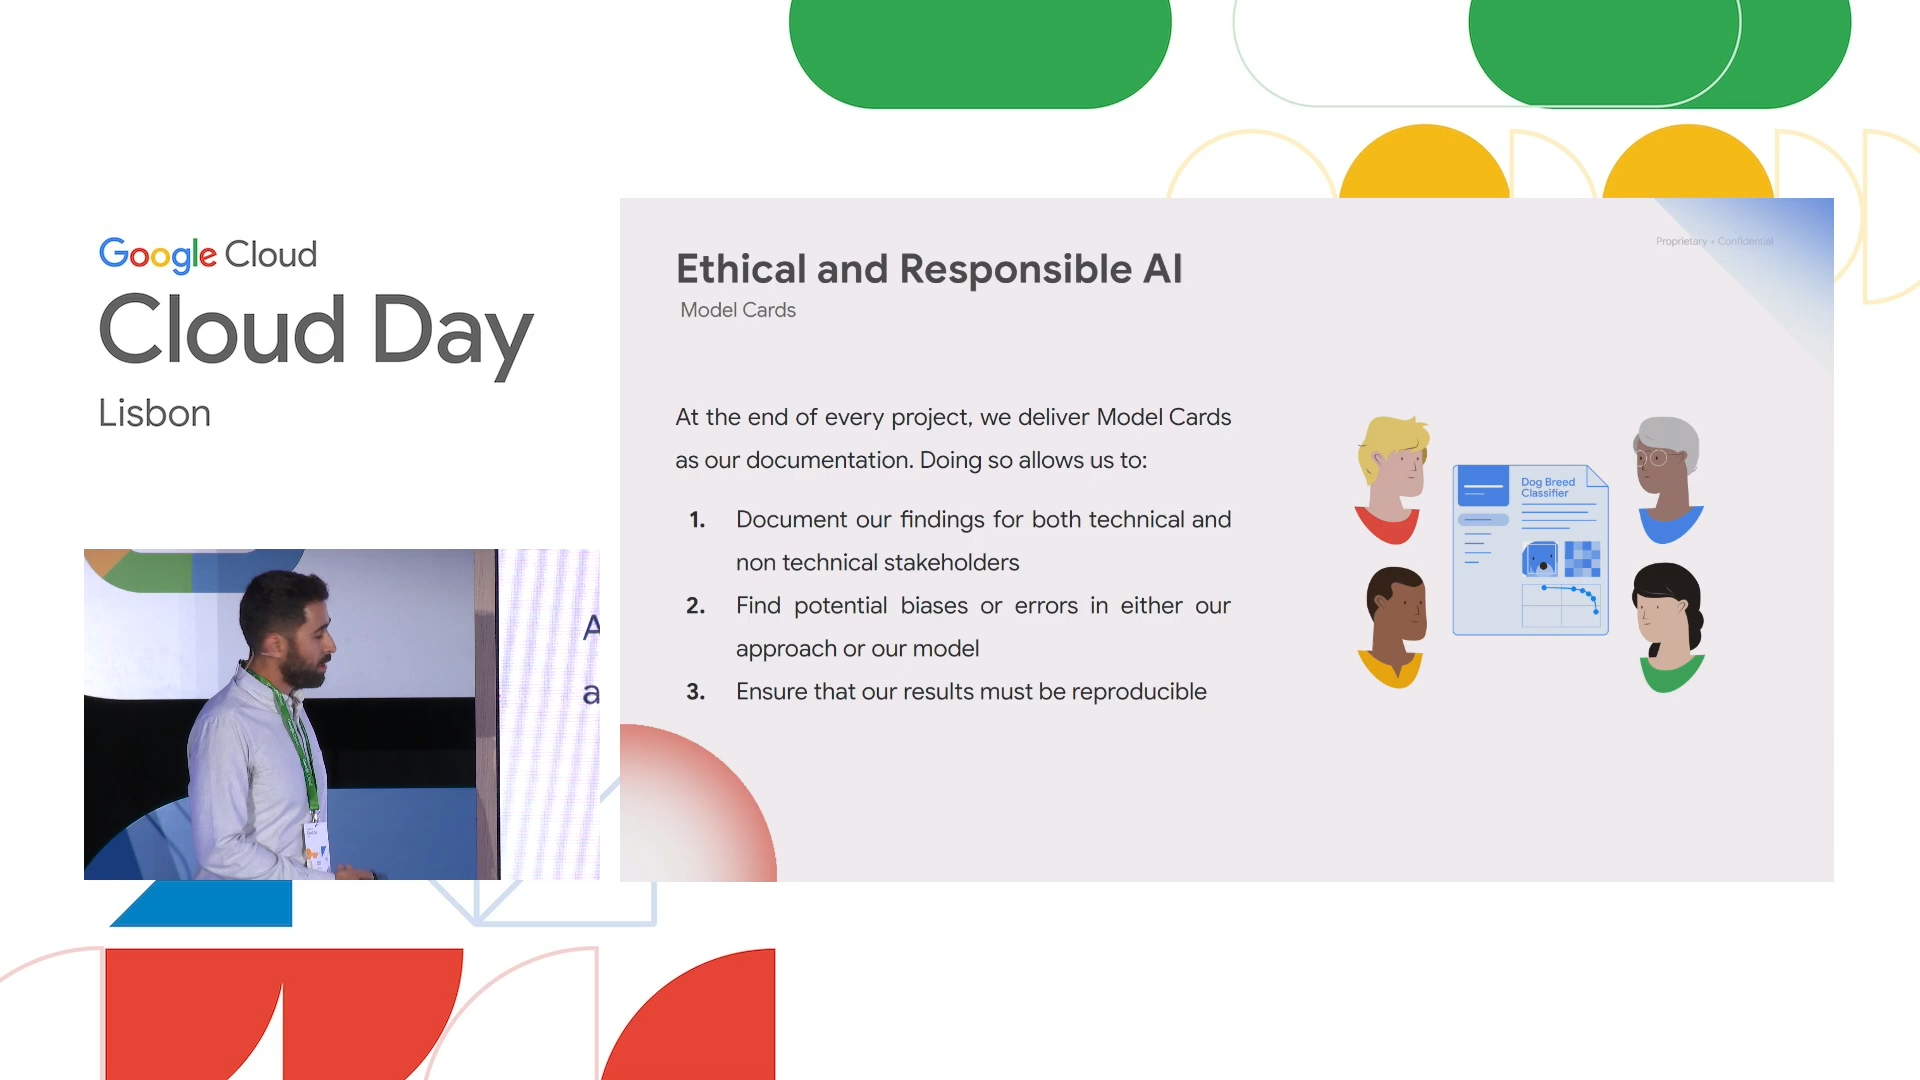 Google Cloud
Cloud Day
Lisbon
Proprietary + Confidential
Ethical and Responsible AI
Model Cards
At the end of every project, we deliver Model Cards
as our documentation. Doing so allows us to:
1. Document our findings for both technical and
non technical stakeholders
2. Find potential biases or errors in either our
approach or our model
3. Ensure that our results must be reproducible
Dog Breed
Classifier
A
a